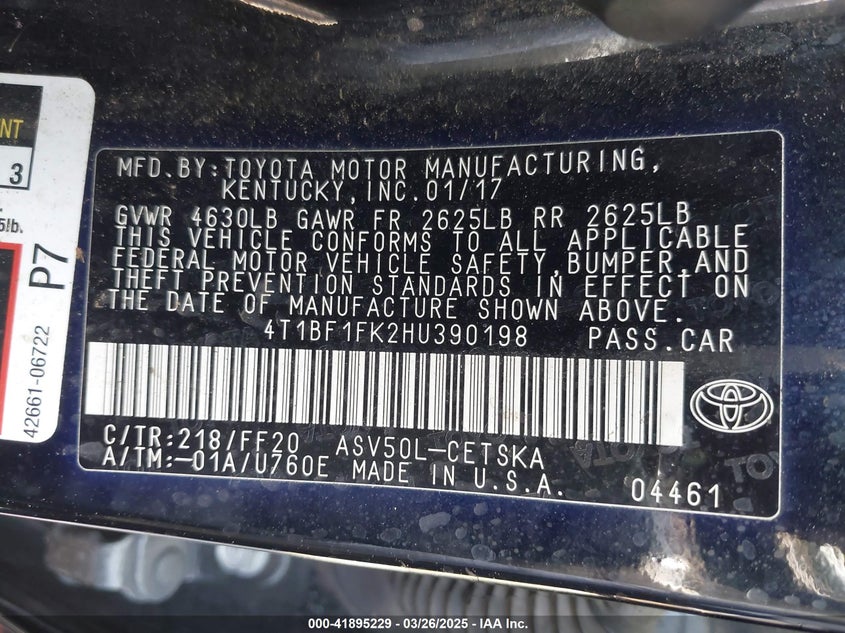 MFD.BY:TOYOTA MOTOR MANUFACTURING,
KENTUCKY,INC.01/17
GVWR 4630LB GAWR FR 2625LB RR 2625LB
THIS VEHICLE CONFORMS TO ALL APPLICABLE
FEDERAL MOTOR VEHICLE SAFETY,BUMPER,AND
THEFT PREVENTION STANDARDS IN EFFECT ON
THE DATE OF MANUFACTURE SHOWN ABOVE.
4T1BF1FK2HU390198 PASS.CAR
C/TR:218/FF20 ASV50L-CETSKA
A/TM:-01A/U760E MADE IN U.S.A. 04461
3
P7
42661-06722
000-41895229 - 03/26/2025 - IAA